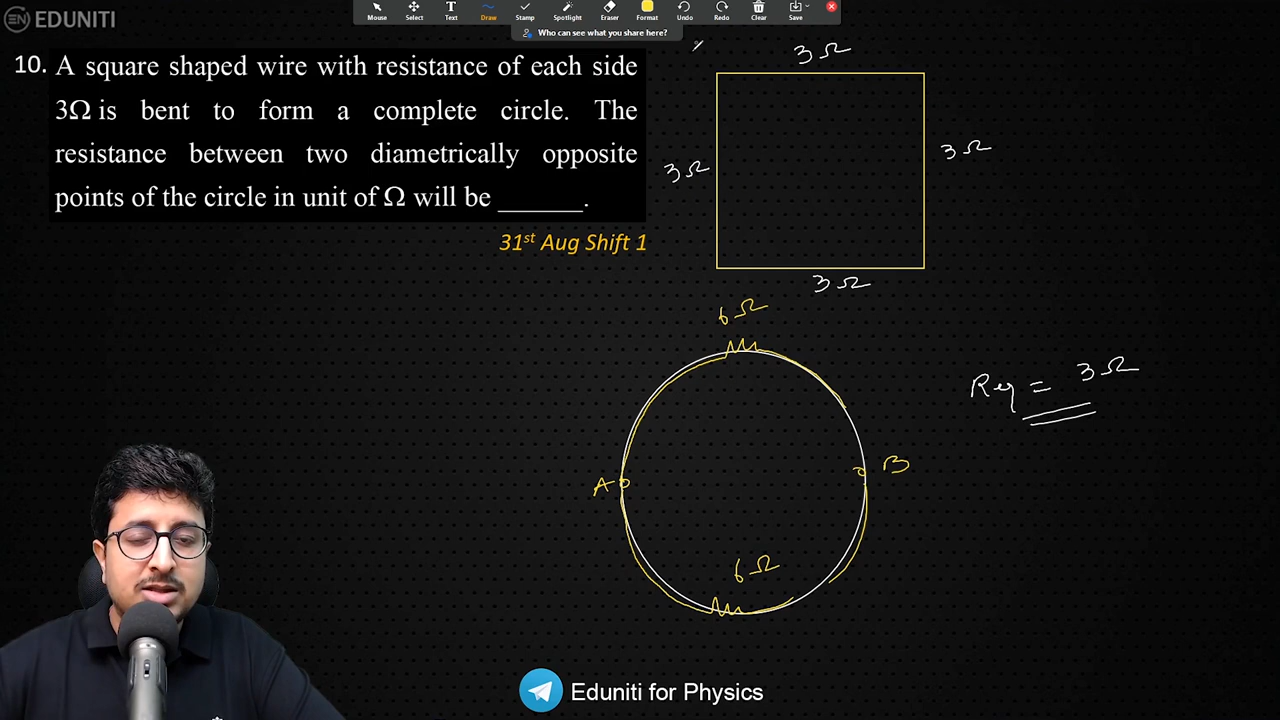 EDUNITI
Mouse Select Text Draw Stamp Spotlight Eraser Format Undo Redo Clear Save
Who can see what you share here?
10. A square shaped wire with resistance of each side
3Ω is bent to form a complete circle. The
resistance between two diametrically opposite
points of the circle in unit of Ω will be ______.
31st Aug Shift 1
3Ω
3Ω
3Ω
3Ω
6Ω
Req = 3Ω
A
B
6Ω
Eduniti for Physics